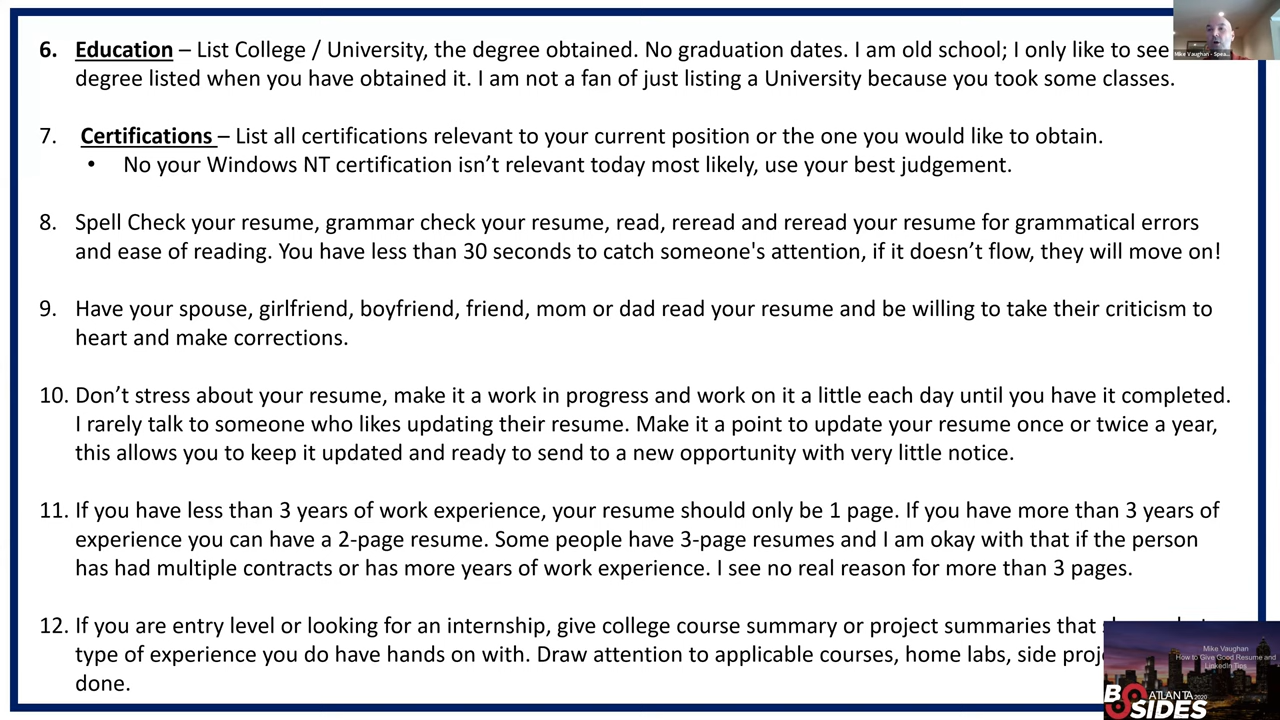 6. Education – List College / University, the degree obtained. No graduation dates. I am old school; I only like to see
degree listed when you have obtained it. I am not a fan of just listing a University because you took some classes.
7. Certifications – List all certifications relevant to your current position or the one you would like to obtain.
• No your Windows NT certification isn’t relevant today most likely, use your best judgement.
8. Spell Check your resume, grammar check your resume, read, reread and reread your resume for grammatical errors
and ease of reading. You have less than 30 seconds to catch someone's attention, if it doesn’t flow, they will move on!
9. Have your spouse, girlfriend, boyfriend, friend, mom or dad read your resume and be willing to take their criticism to
heart and make corrections.
10. Don’t stress about your resume, make it a work in progress and work on it a little each day until you have it completed.
I rarely talk to someone who likes updating their resume. Make it a point to update your resume once or twice a year,
this allows you to keep it updated and ready to send to a new opportunity with very little notice.
11. If you have less than 3 years of work experience, your resume should only be 1 page. If you have more than 3 years of
experience you can have a 2-page resume. Some people have 3-page resumes and I am okay with that if the person
has had multiple contracts or has more years of work experience. I see no real reason for more than 3 pages.
12. If you are entry level or looking for an internship, give college course summary or project summaries that
type of experience you do have hands on with. Draw attention to applicable courses, home labs, side
done.
Mike Vaughan - Spea...
Mike Vaughan
How to Give Good Resume and
LinkedIn Tips
BSIDES
ATLANTA 2020